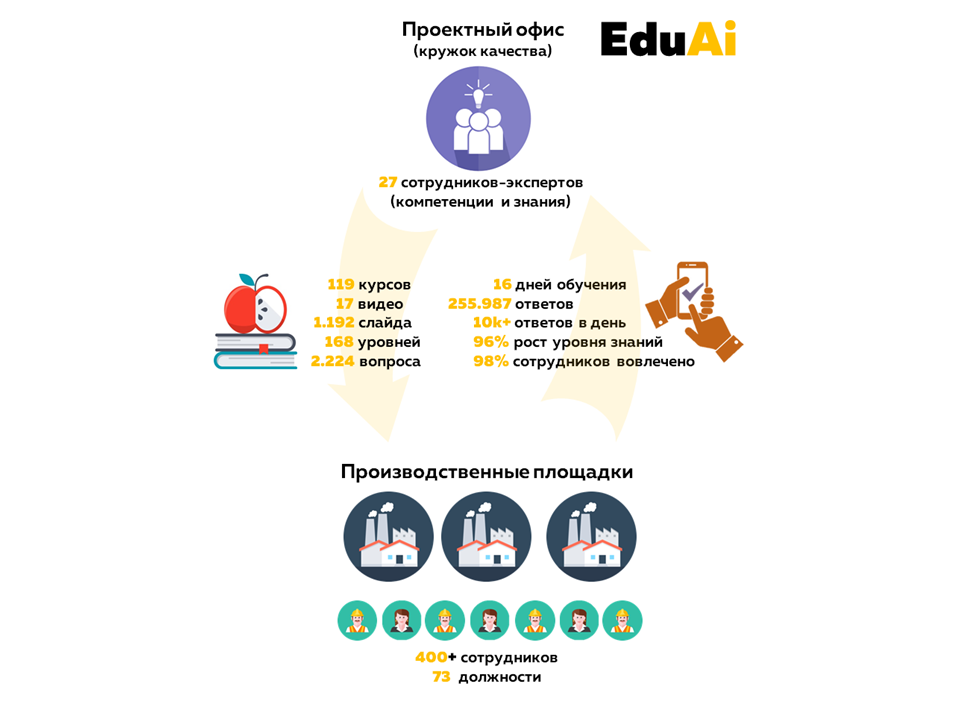 Проектный офис
(кружок качества)
EduAi
27 сотрудников-экспертов
(компетенции и знания)
119 курсов
17 видео
1.192 слайда
168 уровней
2.224 вопроса
16 дней обучения
255.987 ответов
10k+ ответов в день
96% рост уровня знаний
98% сотрудников вовлечено
Производственные площадки
400+ сотрудников
73 должности